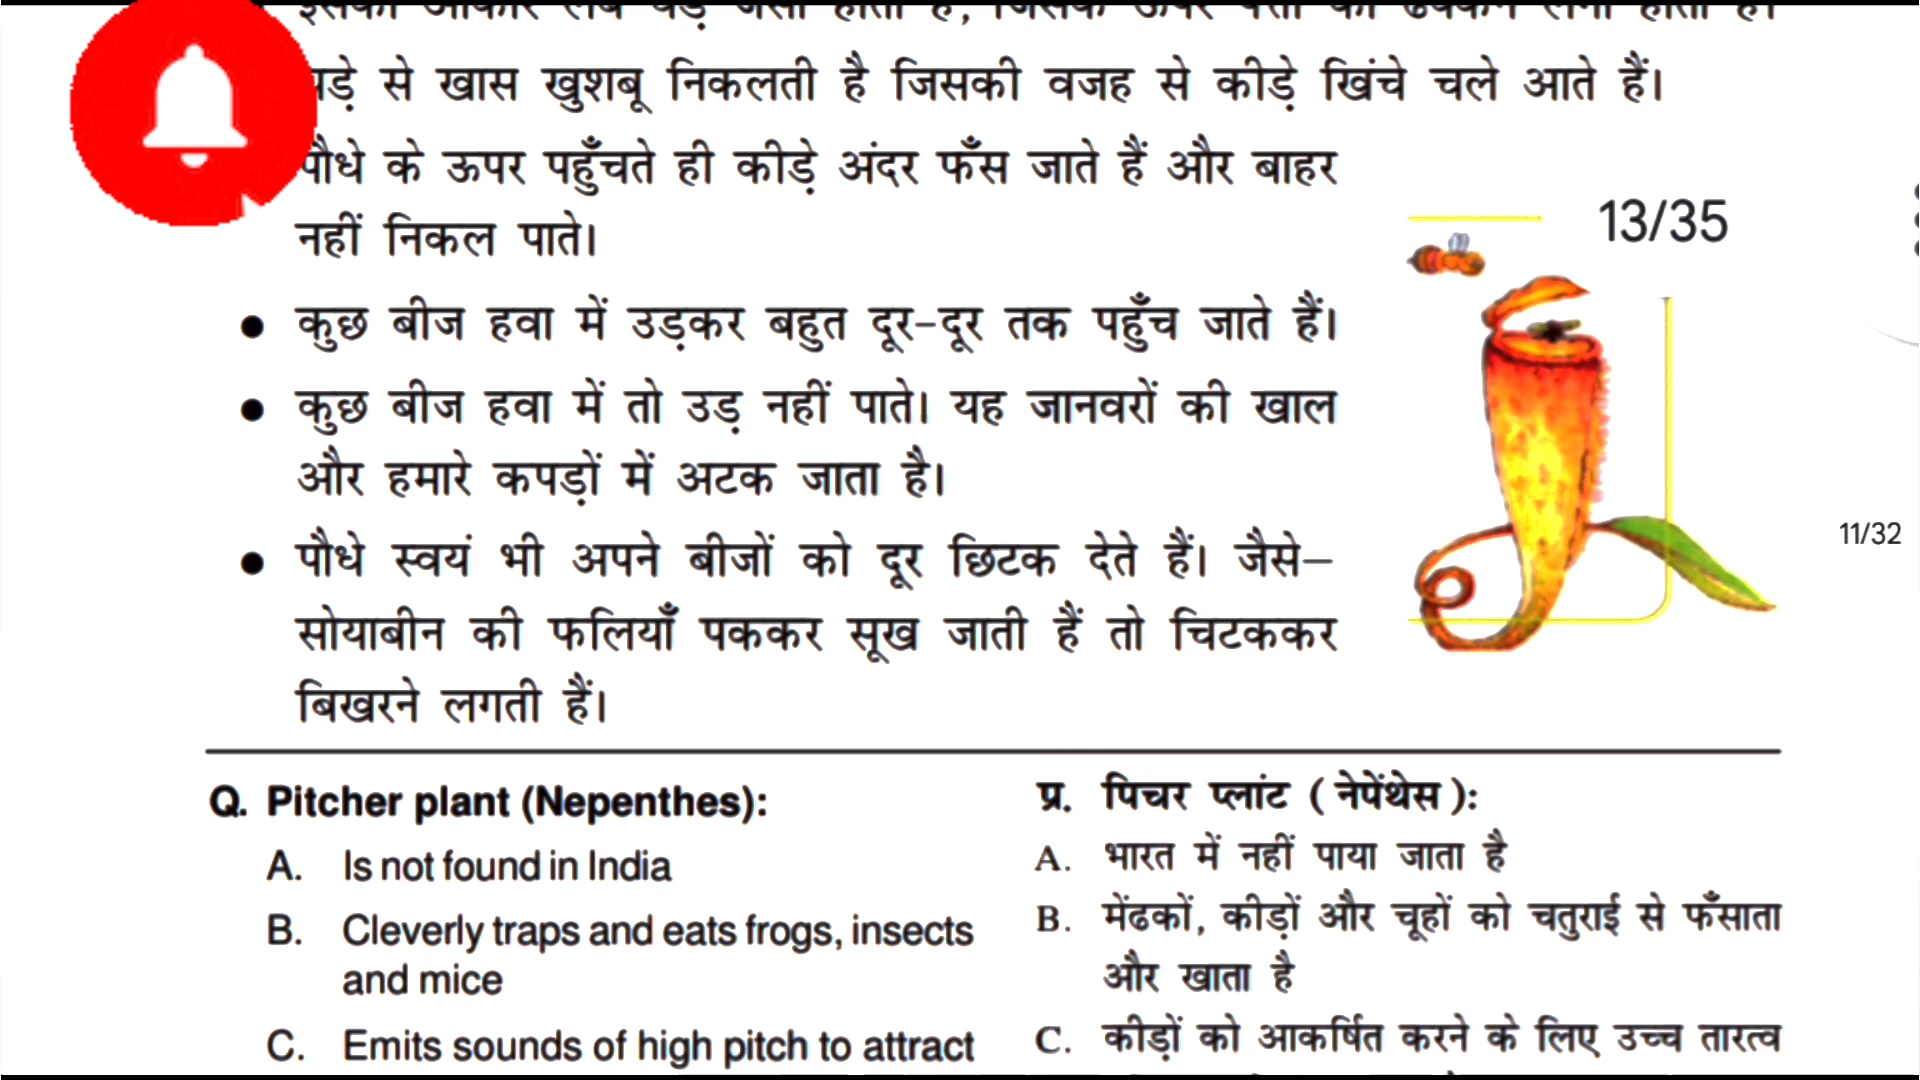 से खास खुशबू निकलती है जिसकी वजह से कीड़े खिंचे चले आते हैं।
पौधे के ऊपर पहुँचते ही कीड़े अंदर फँस जाते हैं और बाहर
नहीं निकल पाते।
13/35
● कुछ बीज हवा में उड़कर बहुत दूर-दूर तक पहुँच जाते हैं।
● कुछ बीज हवा में तो उड़ नहीं पाते। यह जानवरों की खाल
और हमारे कपड़ों में अटक जाता है।
11/32
● पौधे स्वयं भी अपने बीजों को दूर छिटक देते हैं। जैसे–
सोयाबीन की फलियाँ पककर सूख जाती हैं तो चिटककर
बिखरने लगती हैं।
Q. Pitcher plant (Nepenthes):
A. Is not found in India
B. Cleverly traps and eats frogs, insects
and mice
C. Emits sounds of high pitch to attract
प्र. पिचर प्लांट ( नेपेंथेस ):
A. भारत में नहीं पाया जाता है
B. मेंढकों, कीड़ों और चूहों को चतुराई से फँसाता
और खाता है
C. कीड़ों को आकर्षित करने के लिए उच्च तारत्व